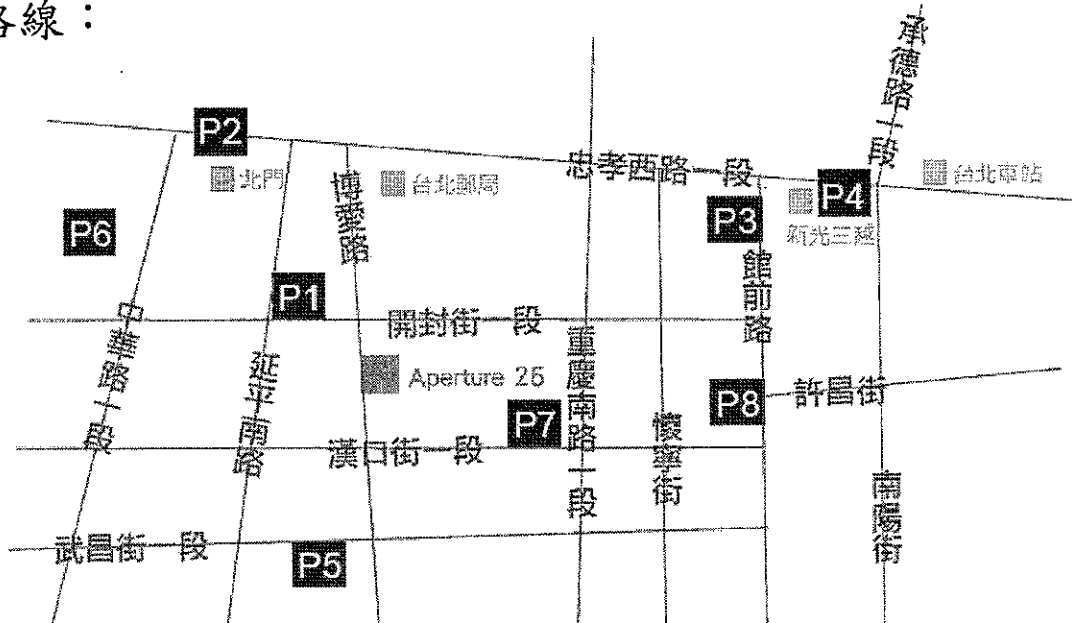 路線：
承德路一段
P2
忠孝西路一段
台北車站
北門
博愛路
台北郵局
P4
P3
新光三越
P6
館前路
P1
中華路一段
開封街一段
重慶南路一段
延平南路
Aperture 25
許昌街
P8
P7
懷寧街
漢口街一段
南陽街
武昌街一段
P5